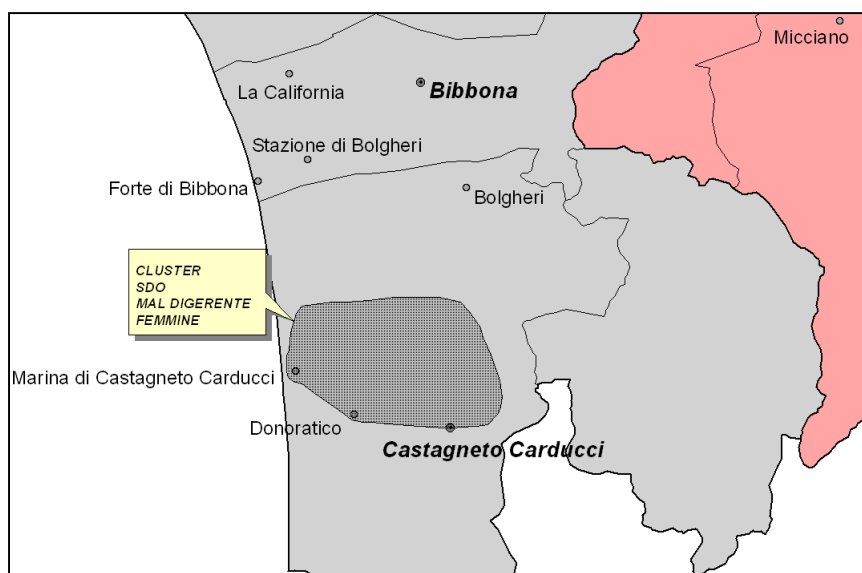 Micciano
La California
Bibbona
Stazione di Bolgheri
Forte di Bibbona
Bolgheri
CLUSTER
SDO
MAL DIGERENTE
FEMMINE
Marina di Castagneto Carducci
Donoratico
Castagneto Carducci